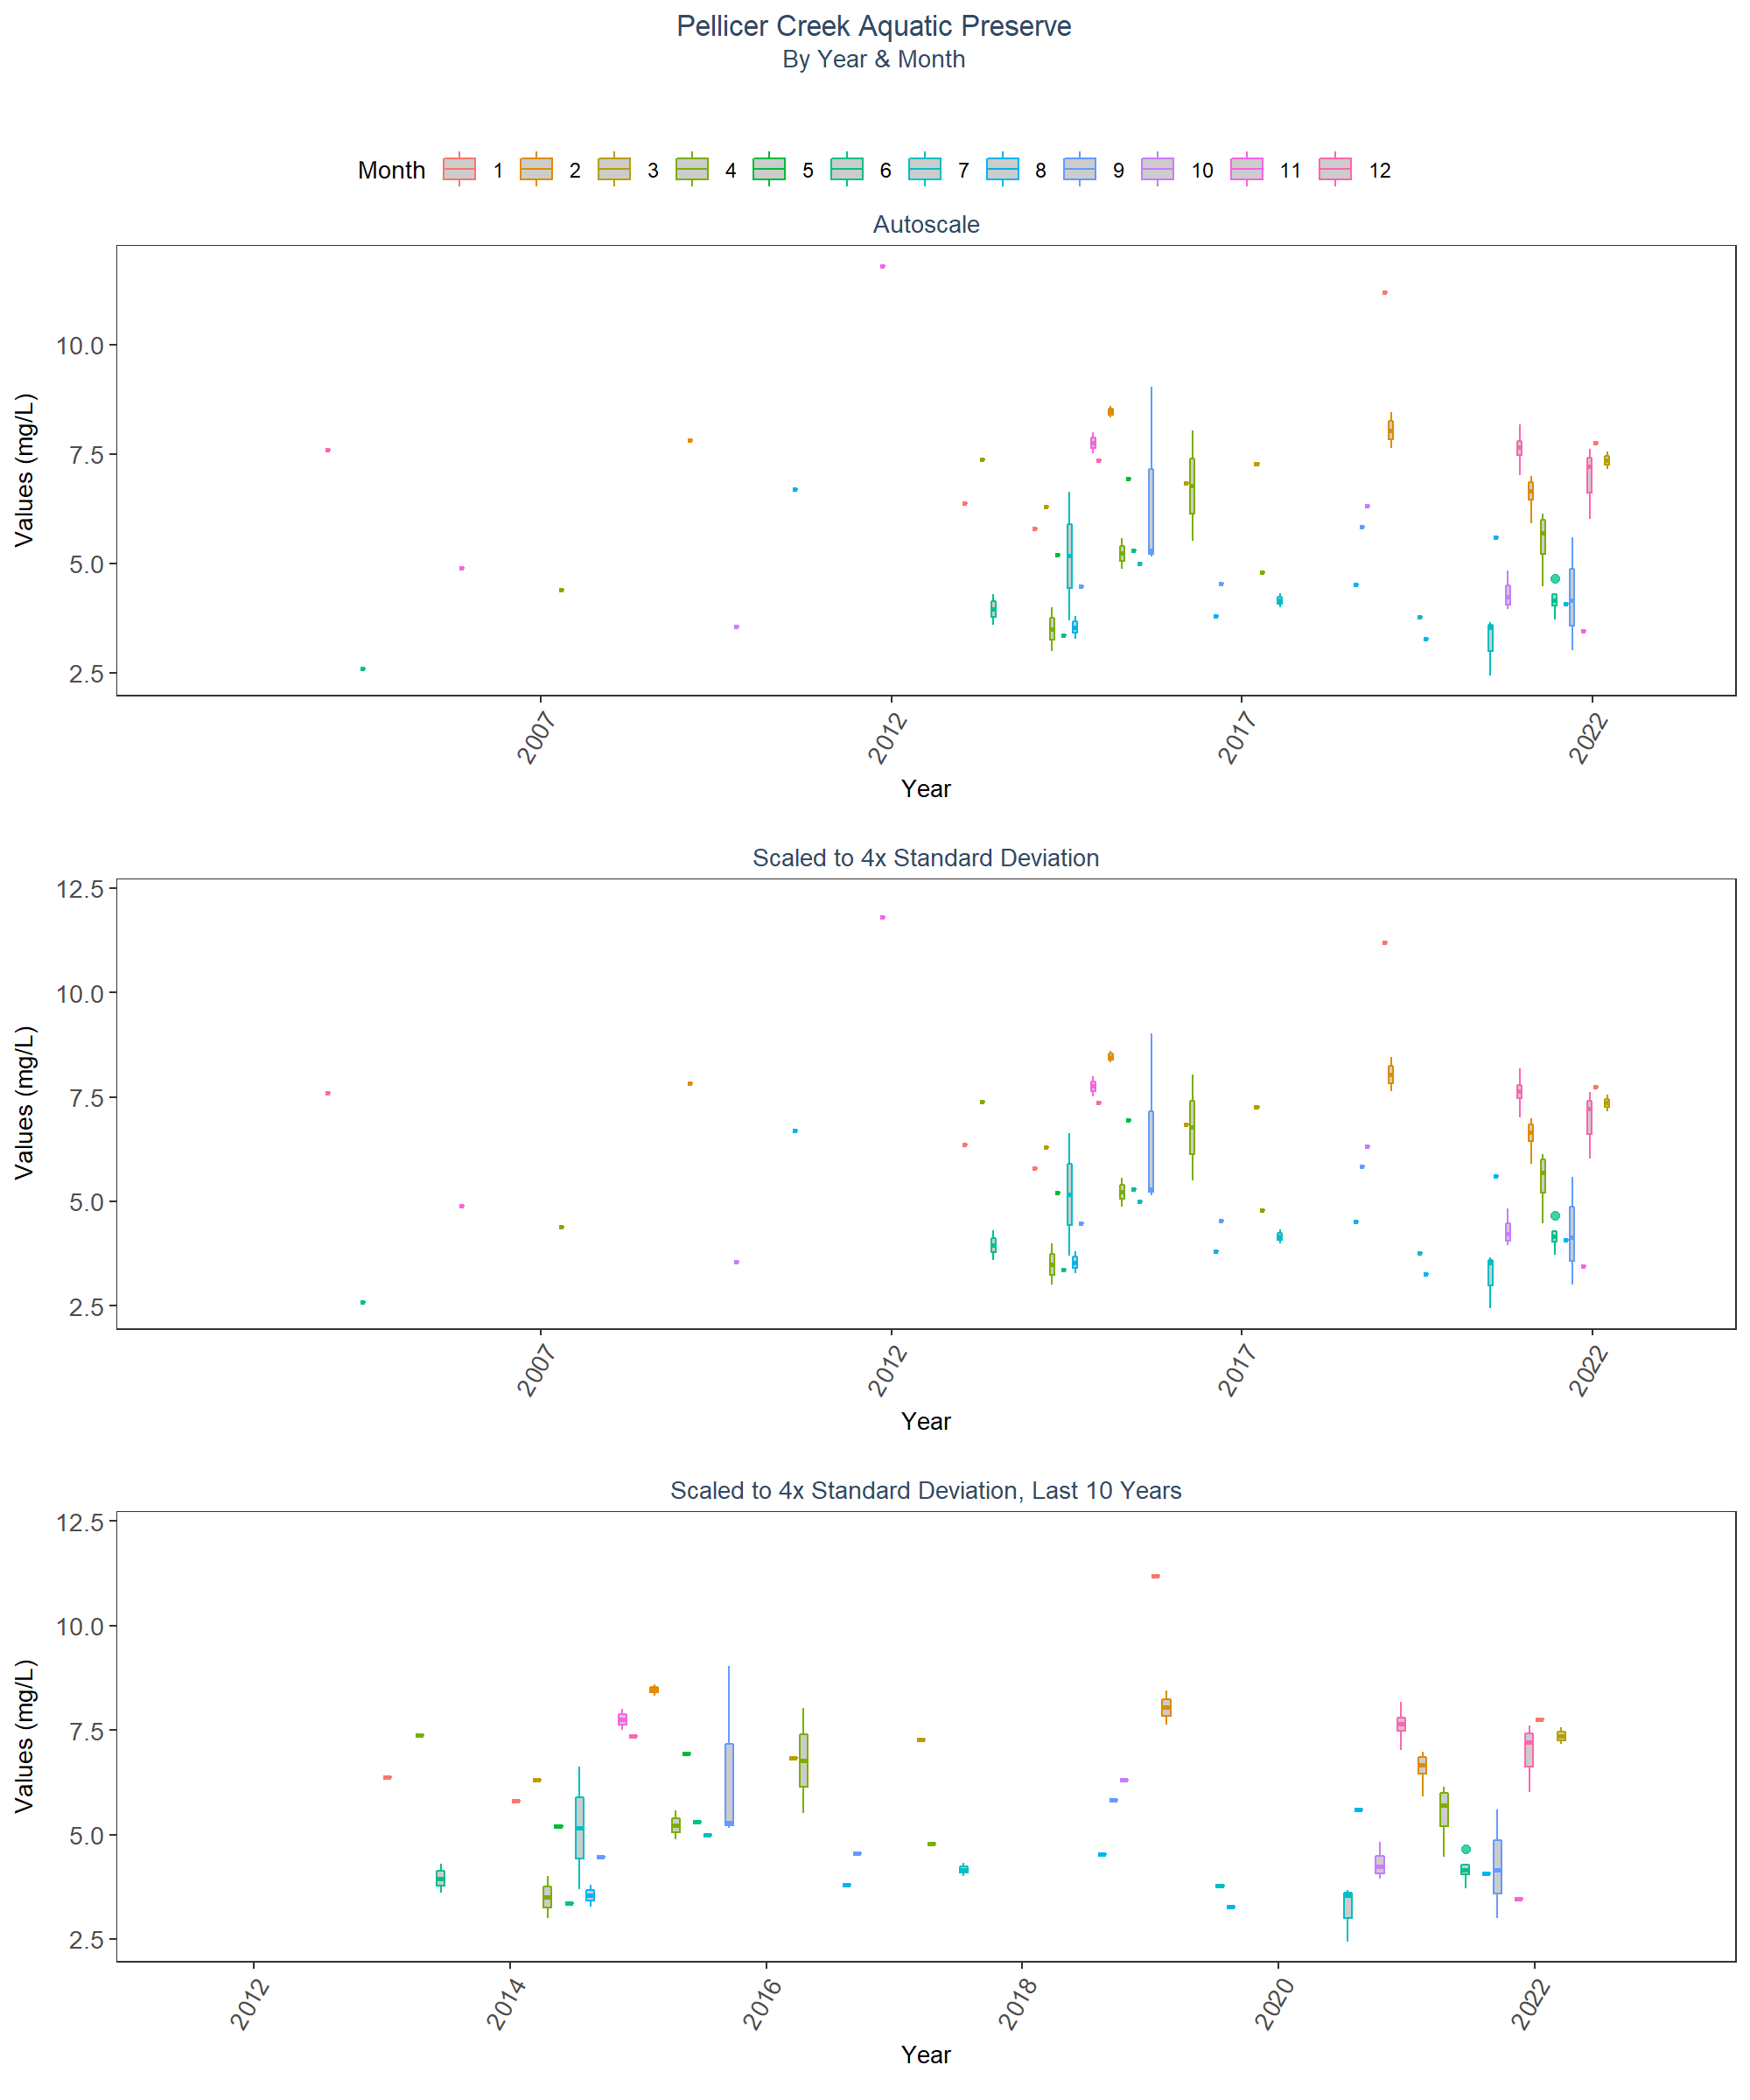 Pellicer Creek Aquatic Preserve
By Year & Month
Month 1 2 3 4 5 6 7 8 9 10 11 12
Autoscale
Values (mg/L)
10.0
7.5
5.0
2.5
2007 2012 2017 2022
Year
Scaled to 4x Standard Deviation
Values (mg/L)
12.5
10.0
7.5
5.0
2.5
2007 2012 2017 2022
Year
Scaled to 4x Standard Deviation, Last 10 Years
Values (mg/L)
12.5
10.0
7.5
5.0
2.5
2012 2014 2016 2018 2020 2022
Year